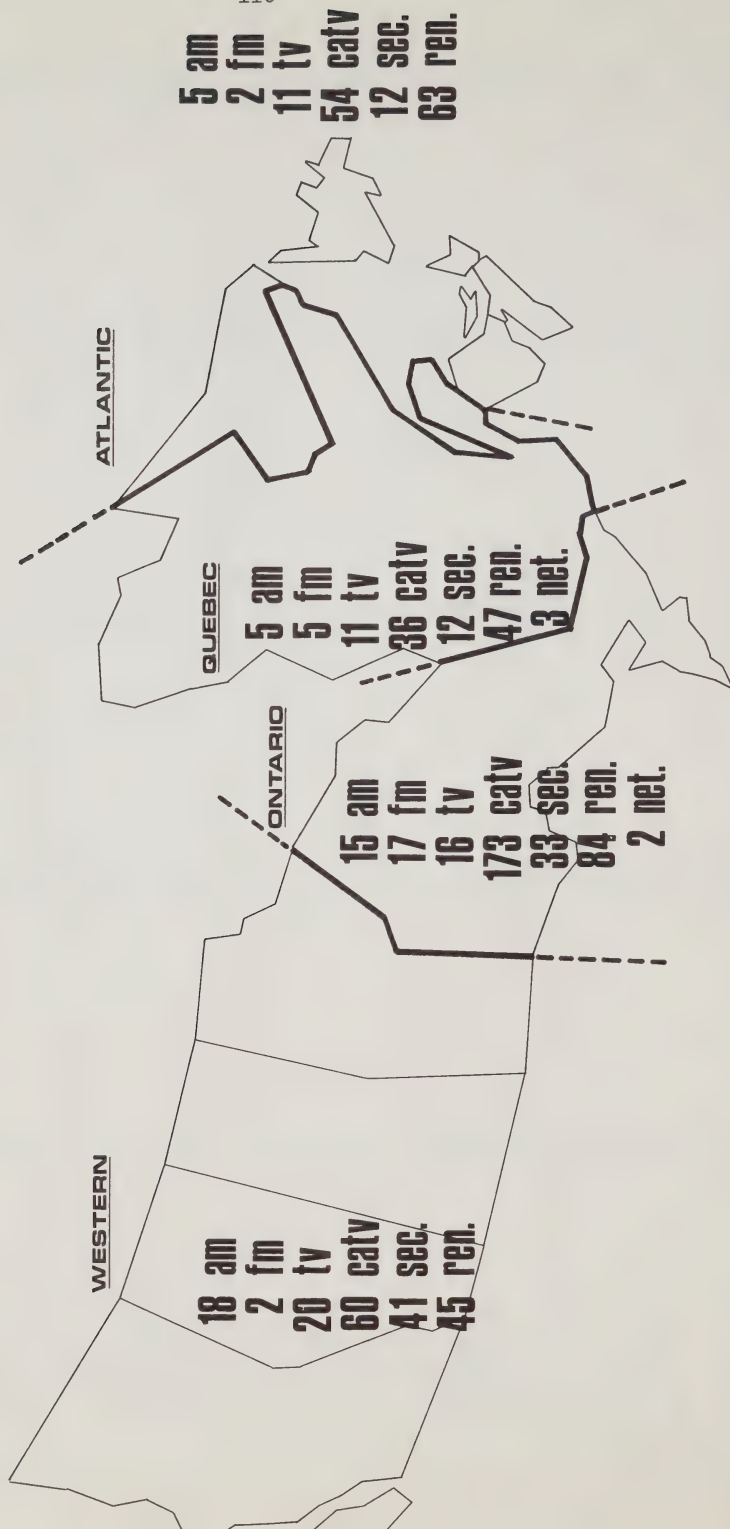 WESTERN
18 am
2 fm
20 tv
60 catv
41 sec.
45 ren.
ONTARIO
15 am
17 fm
16 tv
173 catv
33 sec.
84 ren.
2 net.
QUEBEC
5 am
5 fm
11 tv
36 catv
12 sec.
47 ren.
3 net.
ATLANTIC
5 am
2 fm
11 tv
54 catv
12 sec.
63 ren.